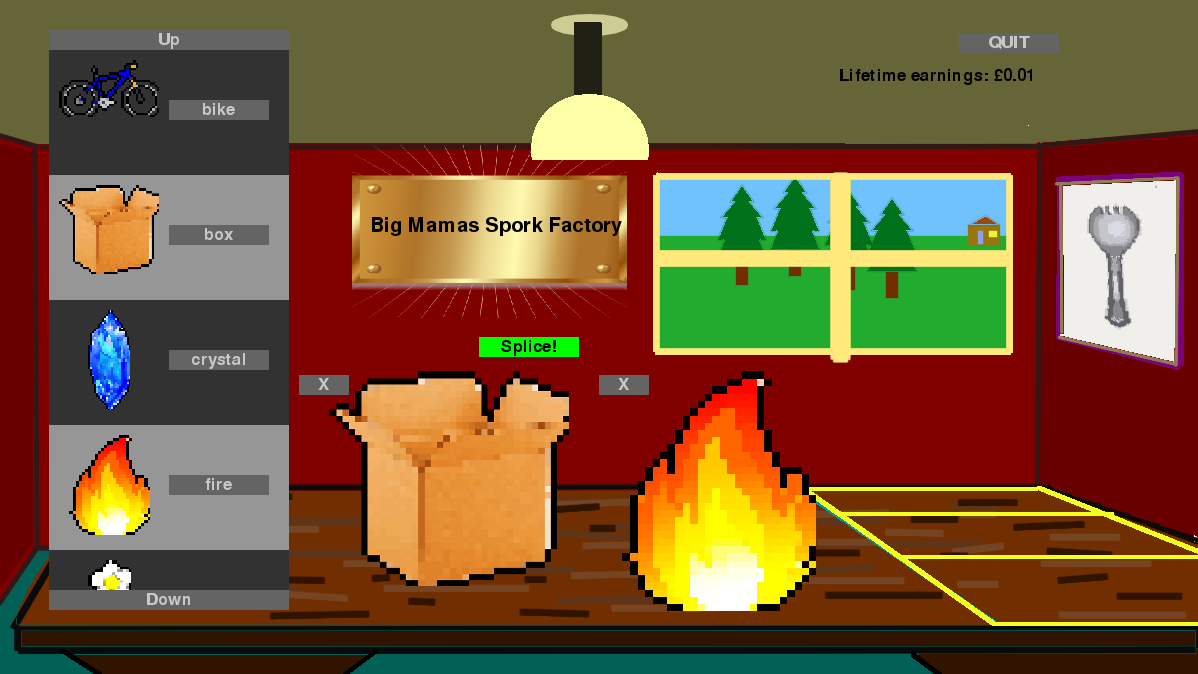 Up
QUIT
Lifetime earnings: £0.01
bike
box
Big Mamas Spork Factory
crystal
Splice!
X
X
fire
Down